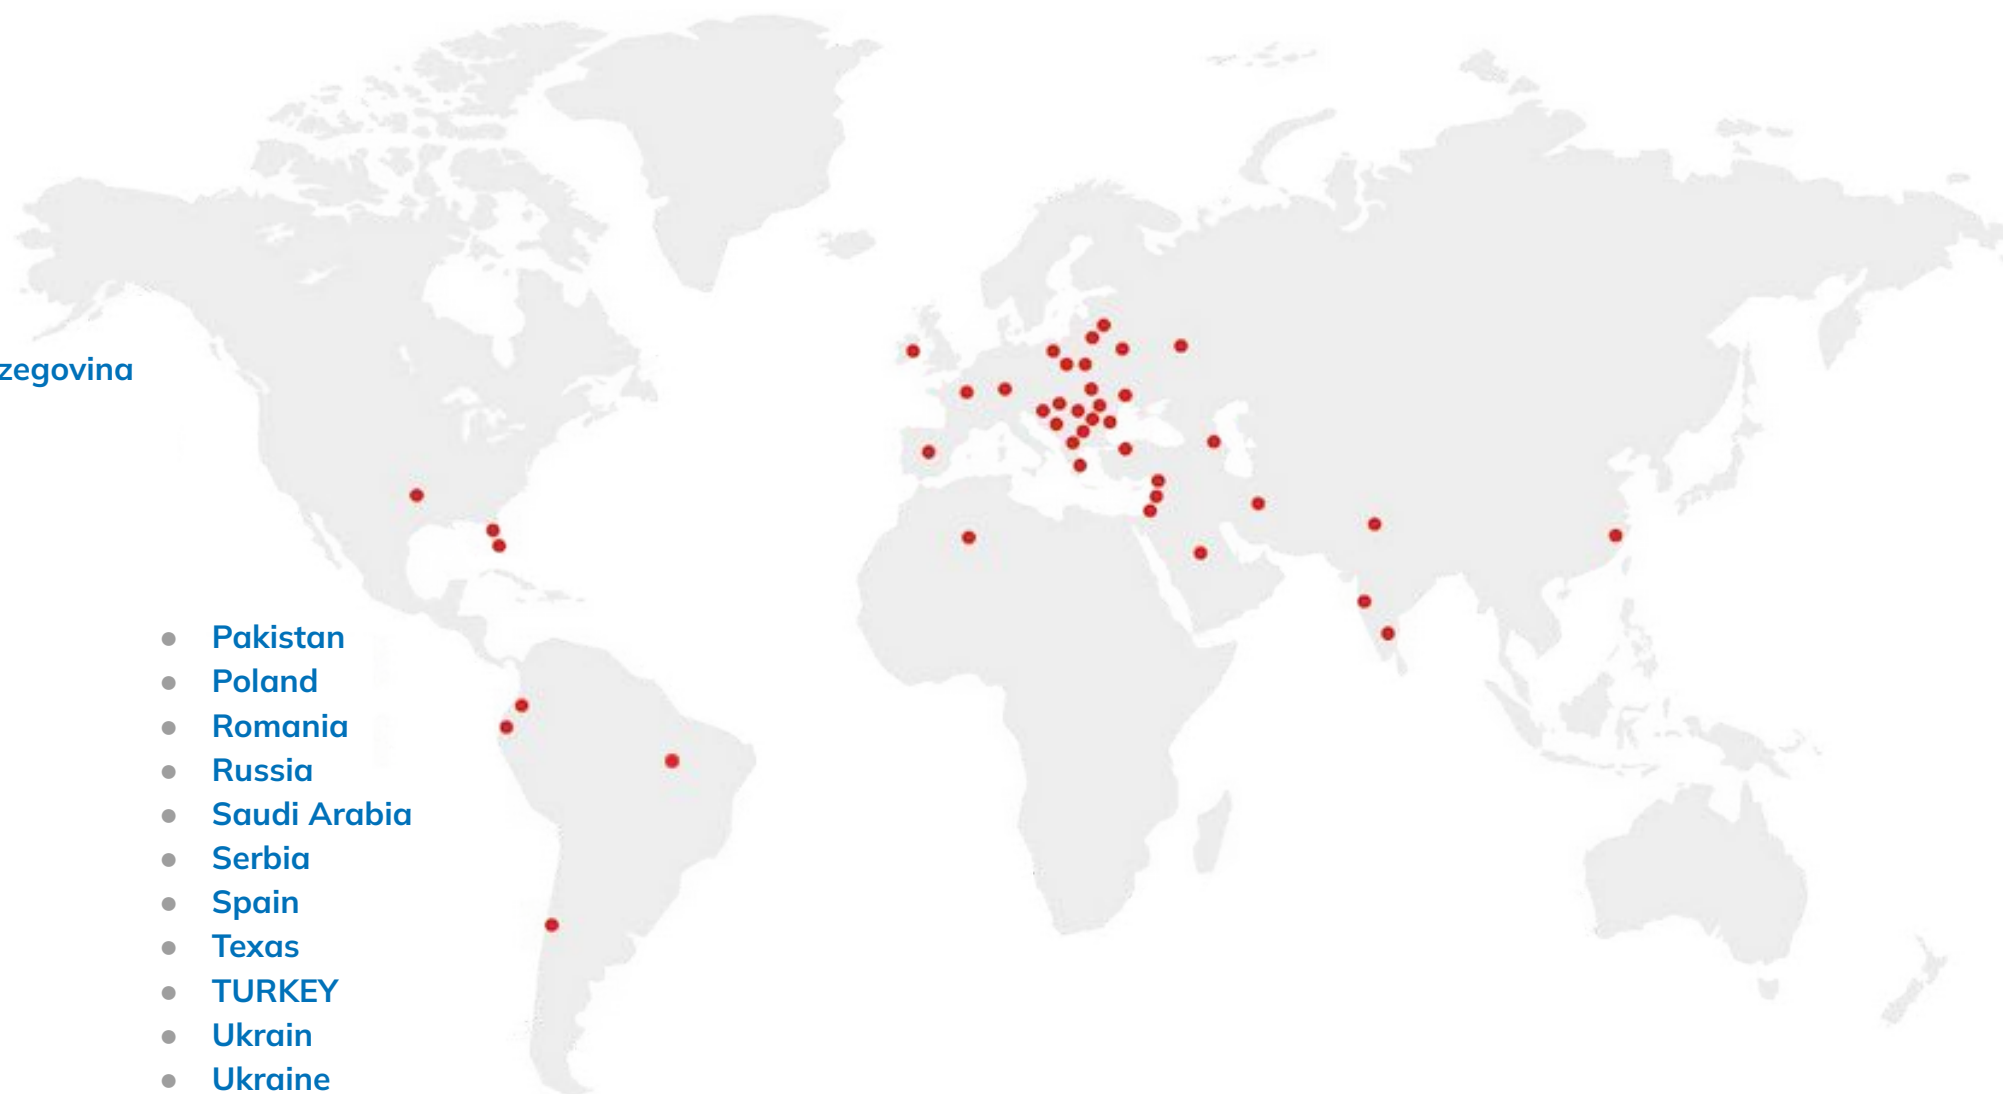 zegovina
Pakistan
Poland
Romania
Russia
Saudi Arabia
Serbia
Spain
Texas
TURKEY
Ukrain
Ukraine